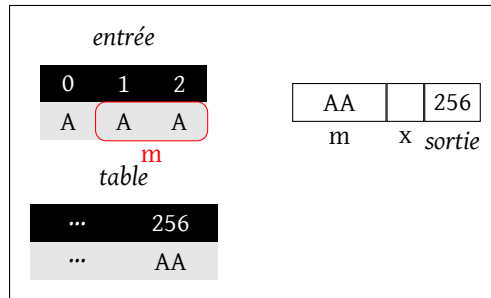 entrée
0 1 2
A A A
m
table
... 256
... AA
AA 256
m x sortie